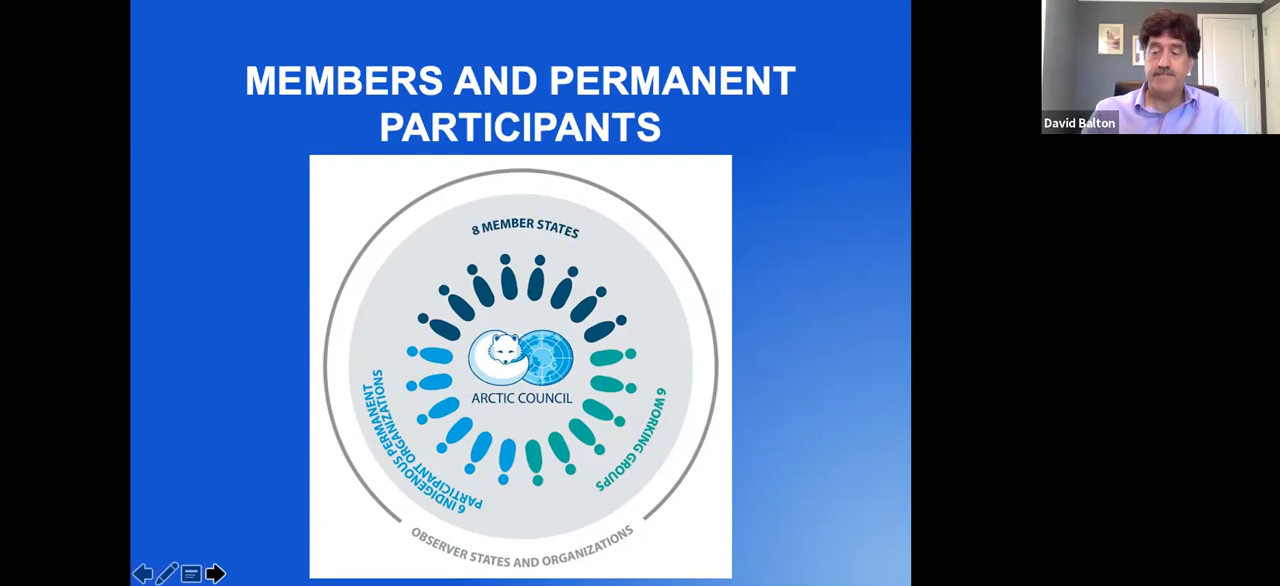 MEMBERS AND PERMANENT
PARTICIPANTS
David Balton
8 MEMBER STATES
ARCTIC COUNCIL
6 INDIGENOUS PERMANENT
PARTICIPANT ORGANIZATIONS
6 WORKING GROUPS
OBSERVER STATES AND ORGANIZATIONS